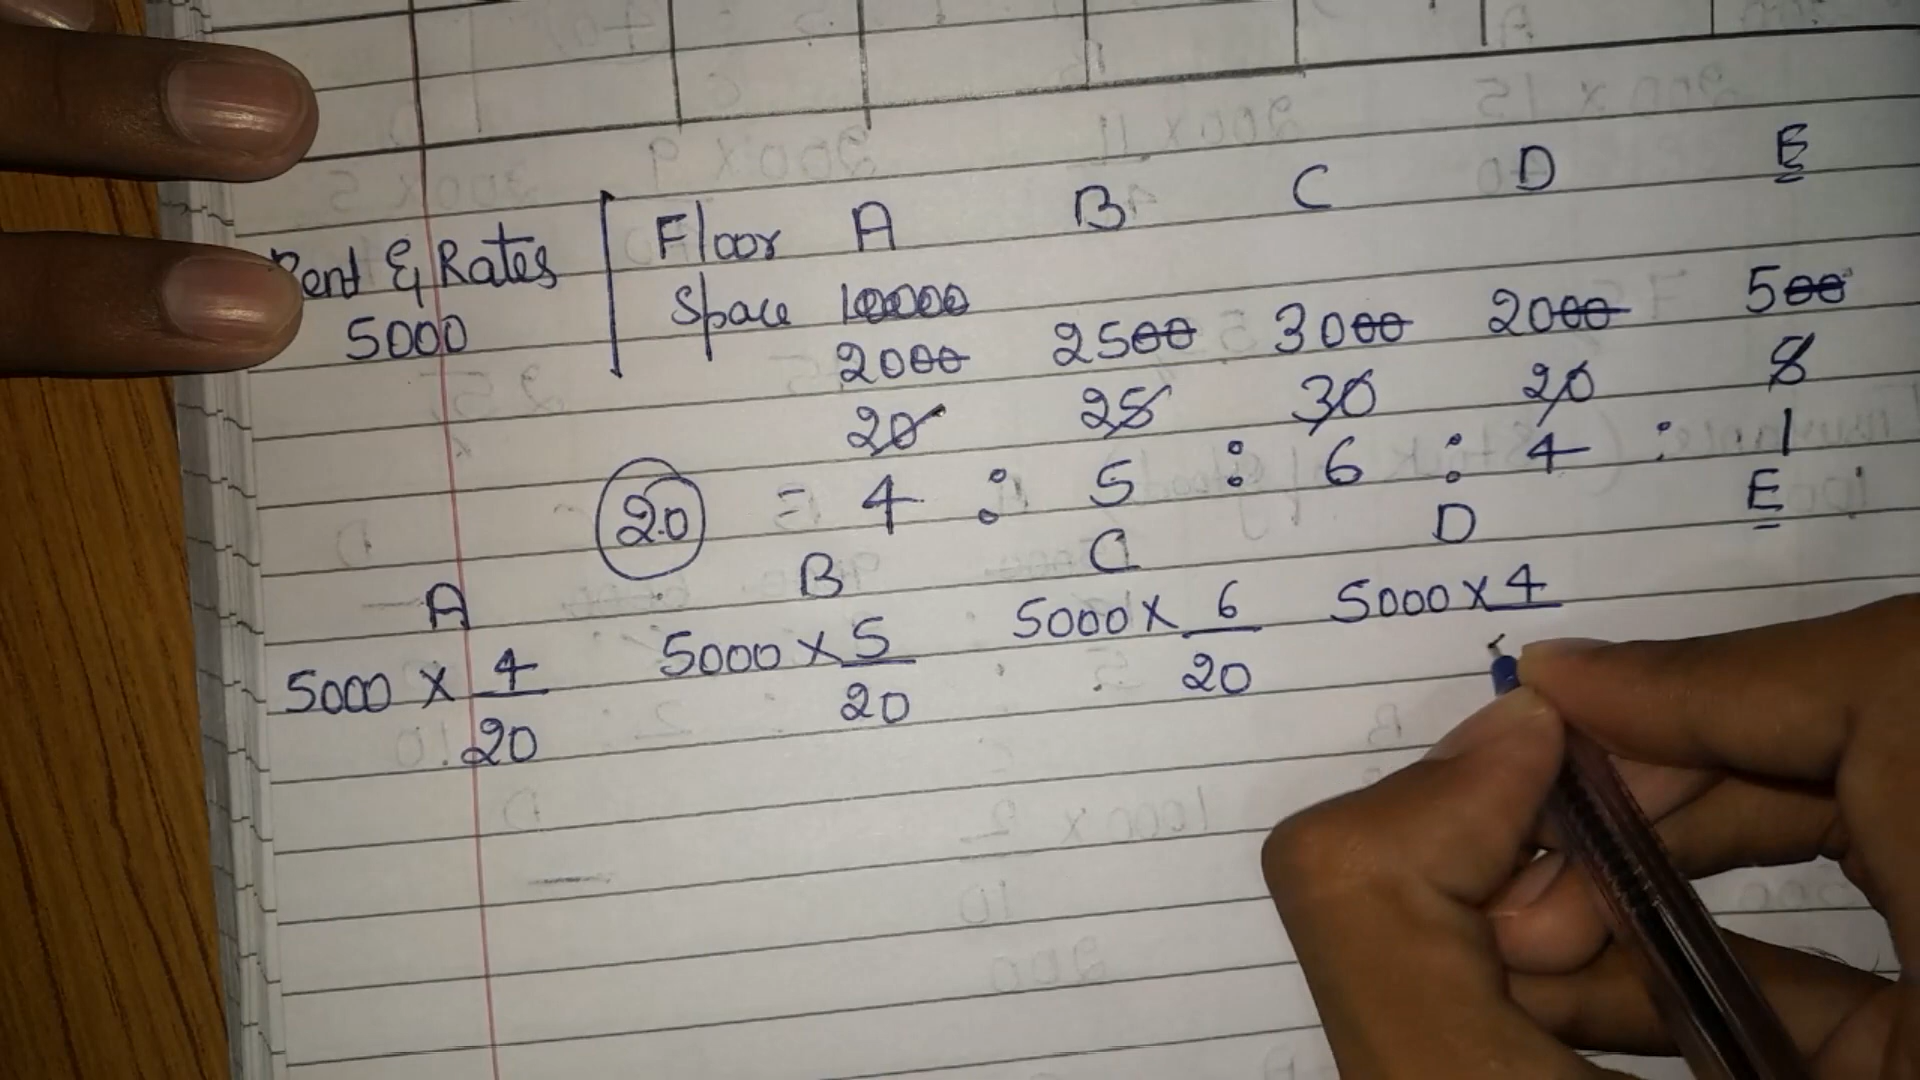 A B C D E
Rent & Rates Floor
5000 Space 10000
2000 2500 3000 2000 500
20 25 30 20 8
20 = 4 : 5 : 6 : 4 : 1
A B C D E
5000 × 4/20 5000 × 5/20 5000 × 6/20 5000 × 4